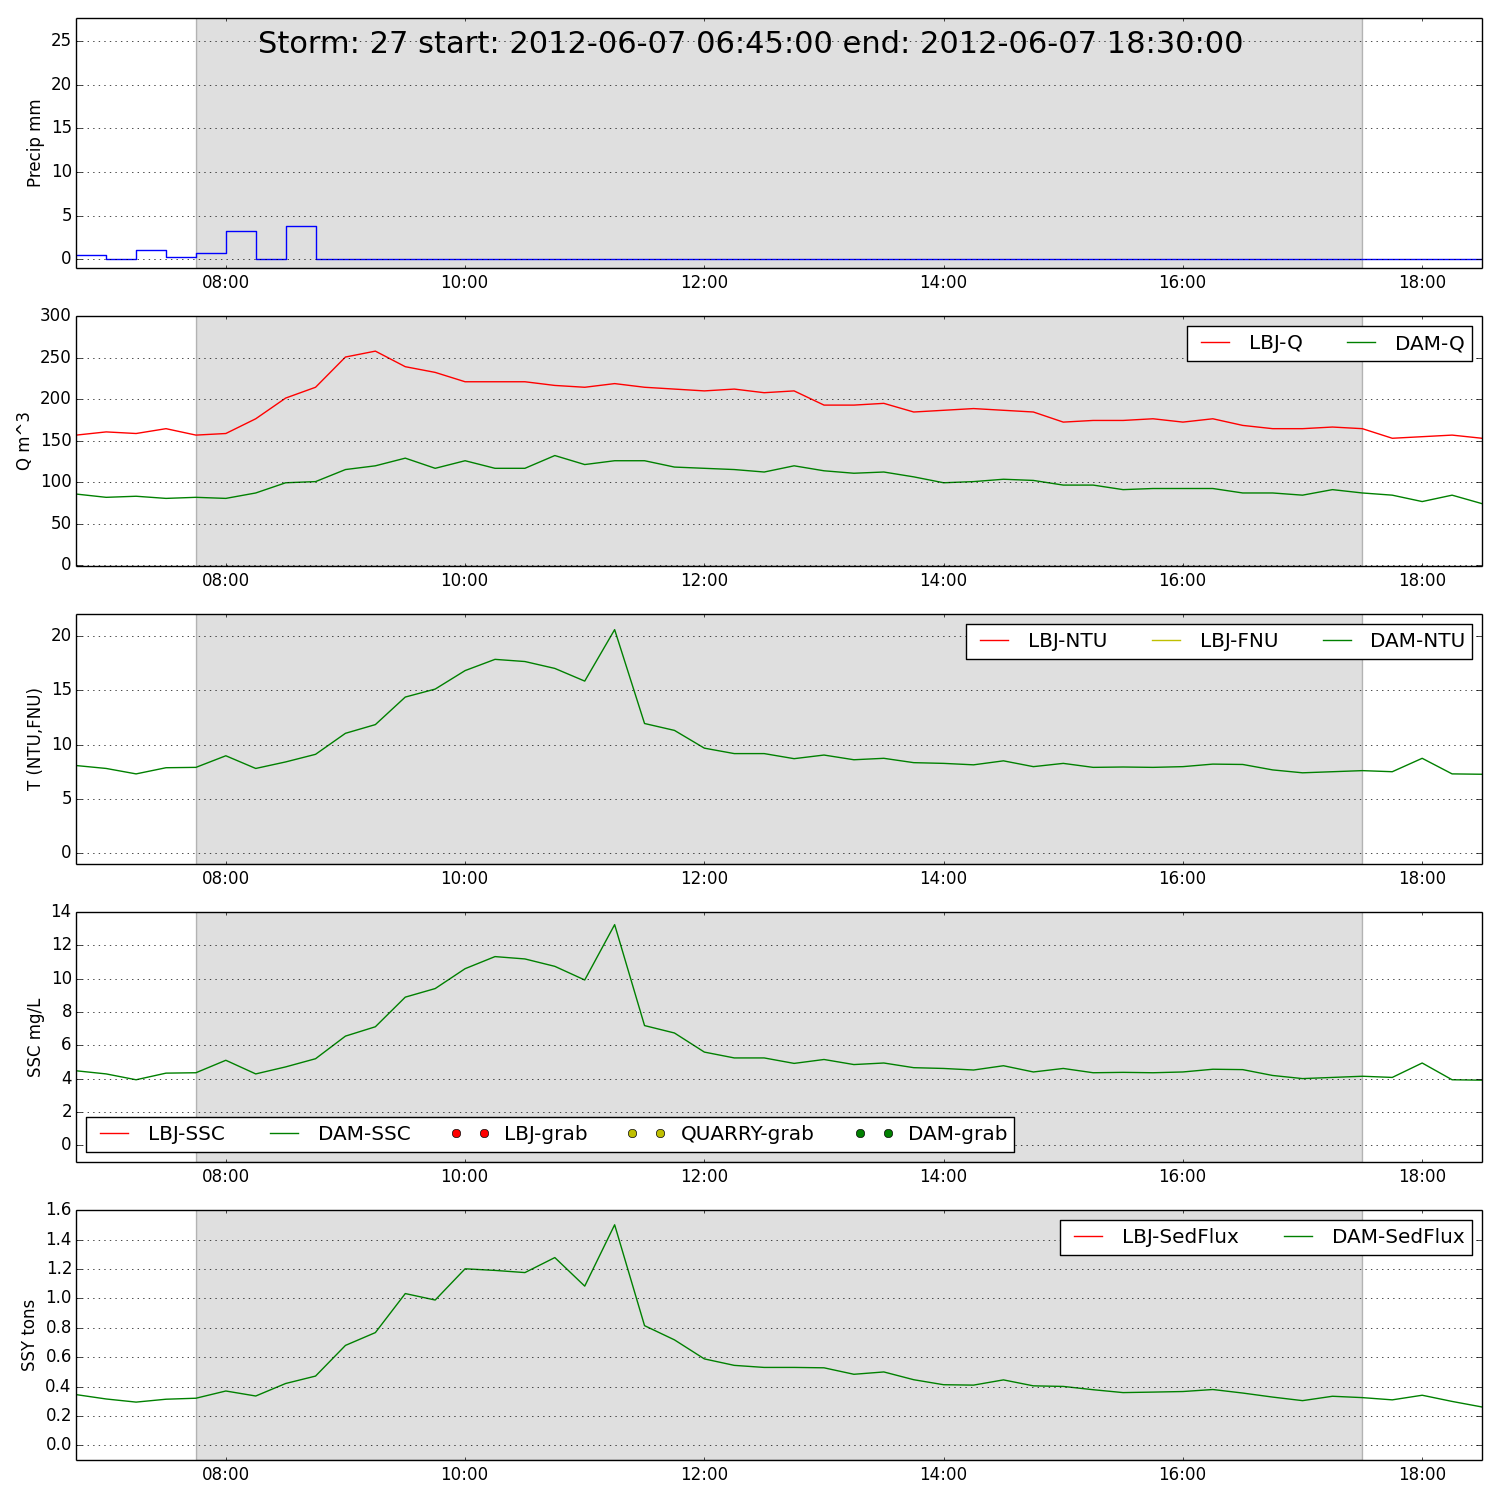 Storm: 27 start: 2012-06-07 06:45:00 end: 2012-06-07 18:30:00
Precip mm
25
20
15
10
5
0
08:00 10:00 12:00 14:00 16:00 18:00
LBJ-Q DAM-Q
Q m^3
300
250
200
150
100
50
0
08:00 10:00 12:00 14:00 16:00 18:00
LBJ-NTU LBJ-FNU DAM-NTU
T (NTU,FNU)
20
15
10
5
0
08:00 10:00 12:00 14:00 16:00 18:00
SSC mg/L
14
12
10
8
6
4
2
0
LBJ-SSC DAM-SSC LBJ-grab QUARRY-grab DAM-grab
08:00 10:00 12:00 14:00 16:00 18:00
LBJ-SedFlux DAM-SedFlux
SSY tons
1.6
1.4
1.2
1.0
0.8
0.6
0.4
0.2
0.0
08:00 10:00 12:00 14:00 16:00 18:00